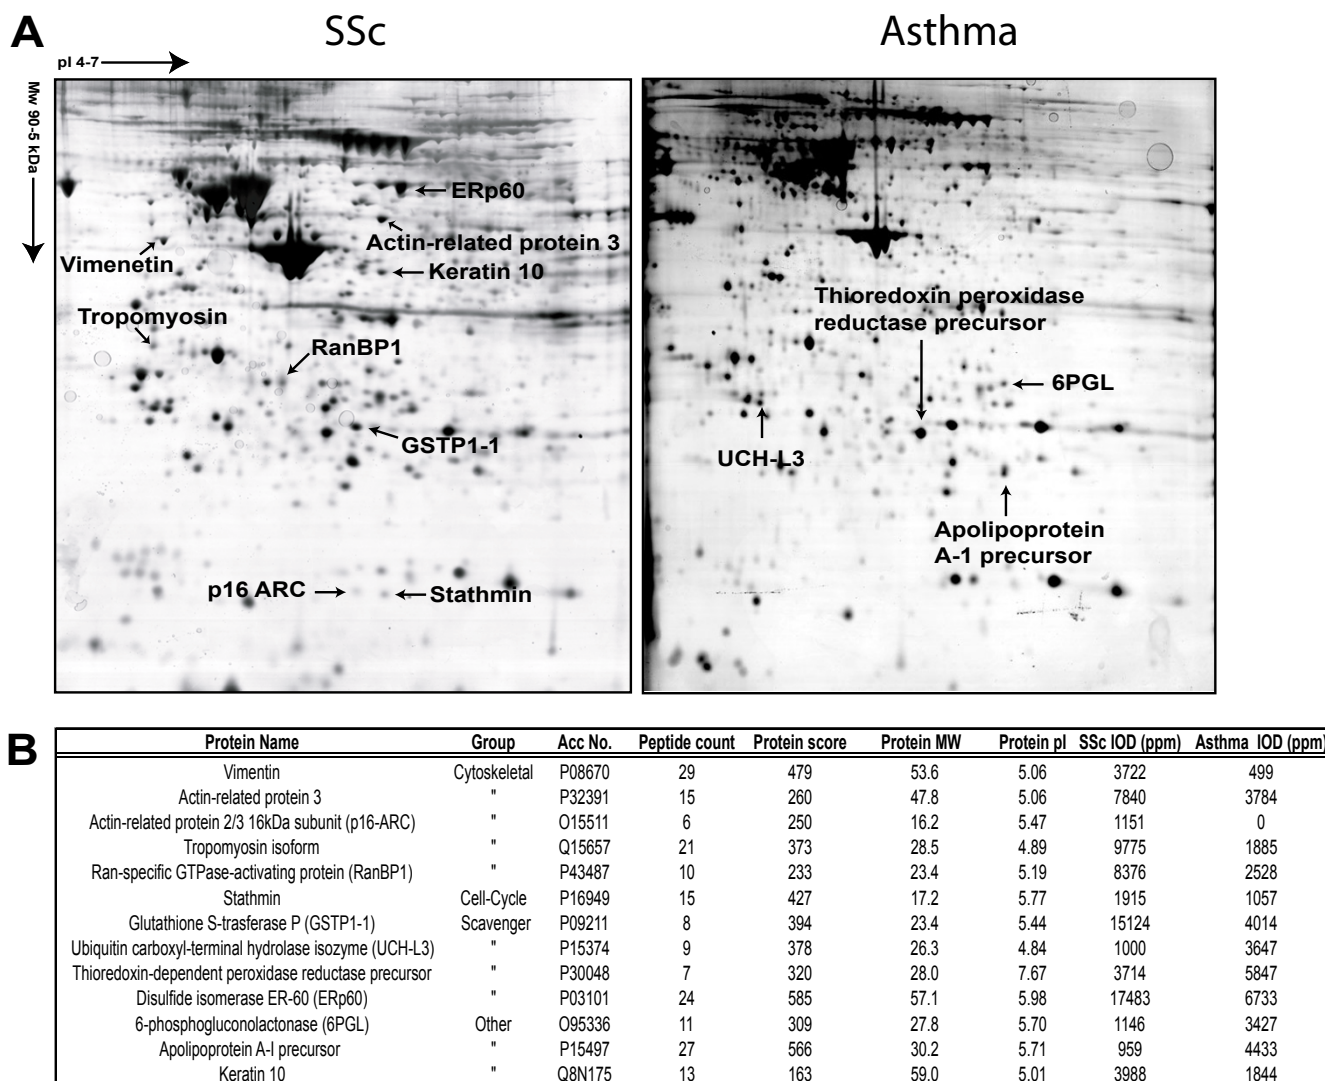 A
SSc
Asthma
pI 4-7
Mw 90-5 kDa
ERp60
Actin-related protein 3
Vimenetin
Keratin 10
Tropomyosin
RanBP1
GSTP1-1
p16 ARC
Stathmin
Thioredoxin peroxidase
reductase precursor
6PGL
UCH-L3
Apolipoprotein
A-1 precursor
B
Protein Name Group Acc No. Peptide count Protein score Protein MW Protein pI SSc IOD (ppm) Asthma IOD (ppm)
Vimentin Cytoskeletal P08670 29 479 53.6 5.06 3722 499
Actin-related protein 3 " P32391 15 260 47.8 5.06 7840 3784
Actin-related protein 2/3 16kDa subunit (p16-ARC) " O15511 6 250 16.2 5.47 1151 0
Tropomyosin isoform " Q15657 21 373 28.5 4.89 9775 1885
Ran-specific GTPase-activating protein (RanBP1) " P43487 10 233 23.4 5.19 8376 2528
Stathmin Cell-Cycle P16949 15 427 17.2 5.77 1915 1057
Glutathione S-trasferase P (GSTP1-1) Scavenger P09211 8 394 23.4 5.44 15124 4014
Ubiquitin carboxyl-terminal hydrolase isozyme (UCH-L3) " P15374 9 378 26.3 4.84 1000 3647
Thioredoxin-dependent peroxidase reductase precursor " P30048 7 320 28.0 7.67 3714 5847
Disulfide isomerase ER-60 (ERp60) " P03101 24 585 57.1 5.98 17483 6733
6-phosphogluconolactonase (6PGL) Other O95336 11 309 27.8 5.70 1146 3427
Apolipoprotein A-I precursor " P15497 27 566 30.2 5.71 959 4433
Keratin 10 " Q8N175 13 163 59.0 5.01 3988 1844